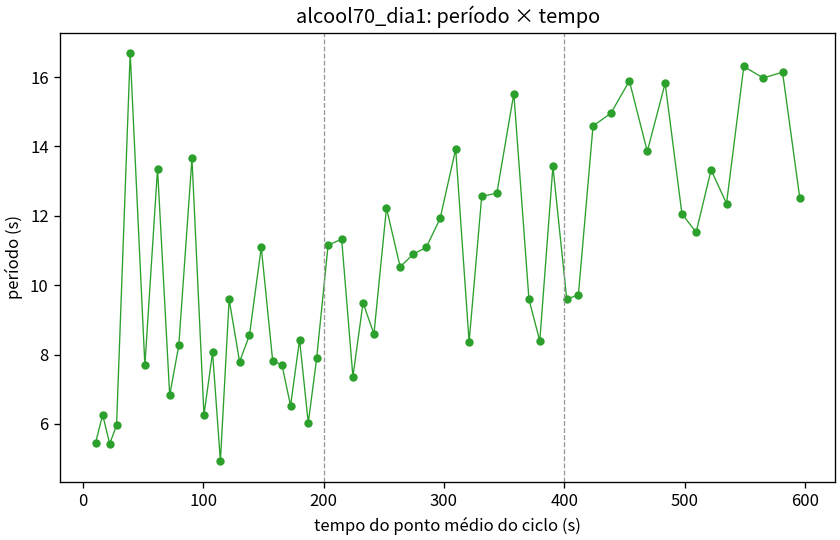 alcool70_dia1: período × tempo
16
14
12
10
8
6
período (s)
0 100 200 300 400 500 600
tempo do ponto médio do ciclo (s)